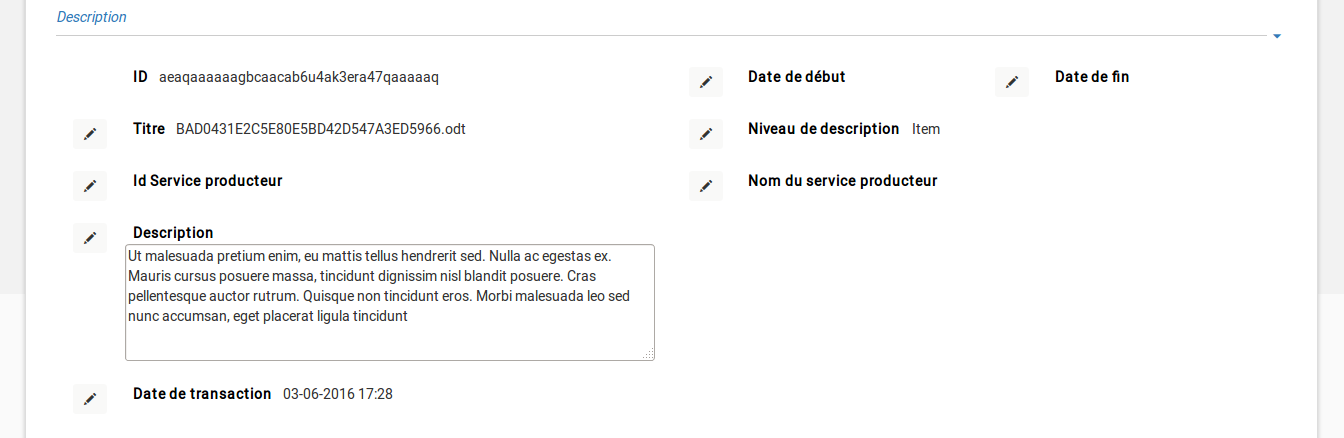 Description
ID aeaqaaaaaagbcaacab6u4ak3era47qaaaaaq
Date de début
Date de fin
Titre BAD0431E2C5E80E5BD42D547A3ED5966.odt
Niveau de description Item
Id Service producteur
Nom du service producteur
Description
Ut malesuada pretium enim, eu mattis tellus hendrerit sed. Nulla ac egestas ex.
Mauris cursus posuere massa, tincidunt dignissim nisl blandit posuere. Cras
pellentesque auctor rutrum. Quisque non tincidunt eros. Morbi malesuada leo sed
nunc accumsan, eget placerat ligula tincidunt
Date de transaction 03-06-2016 17:28